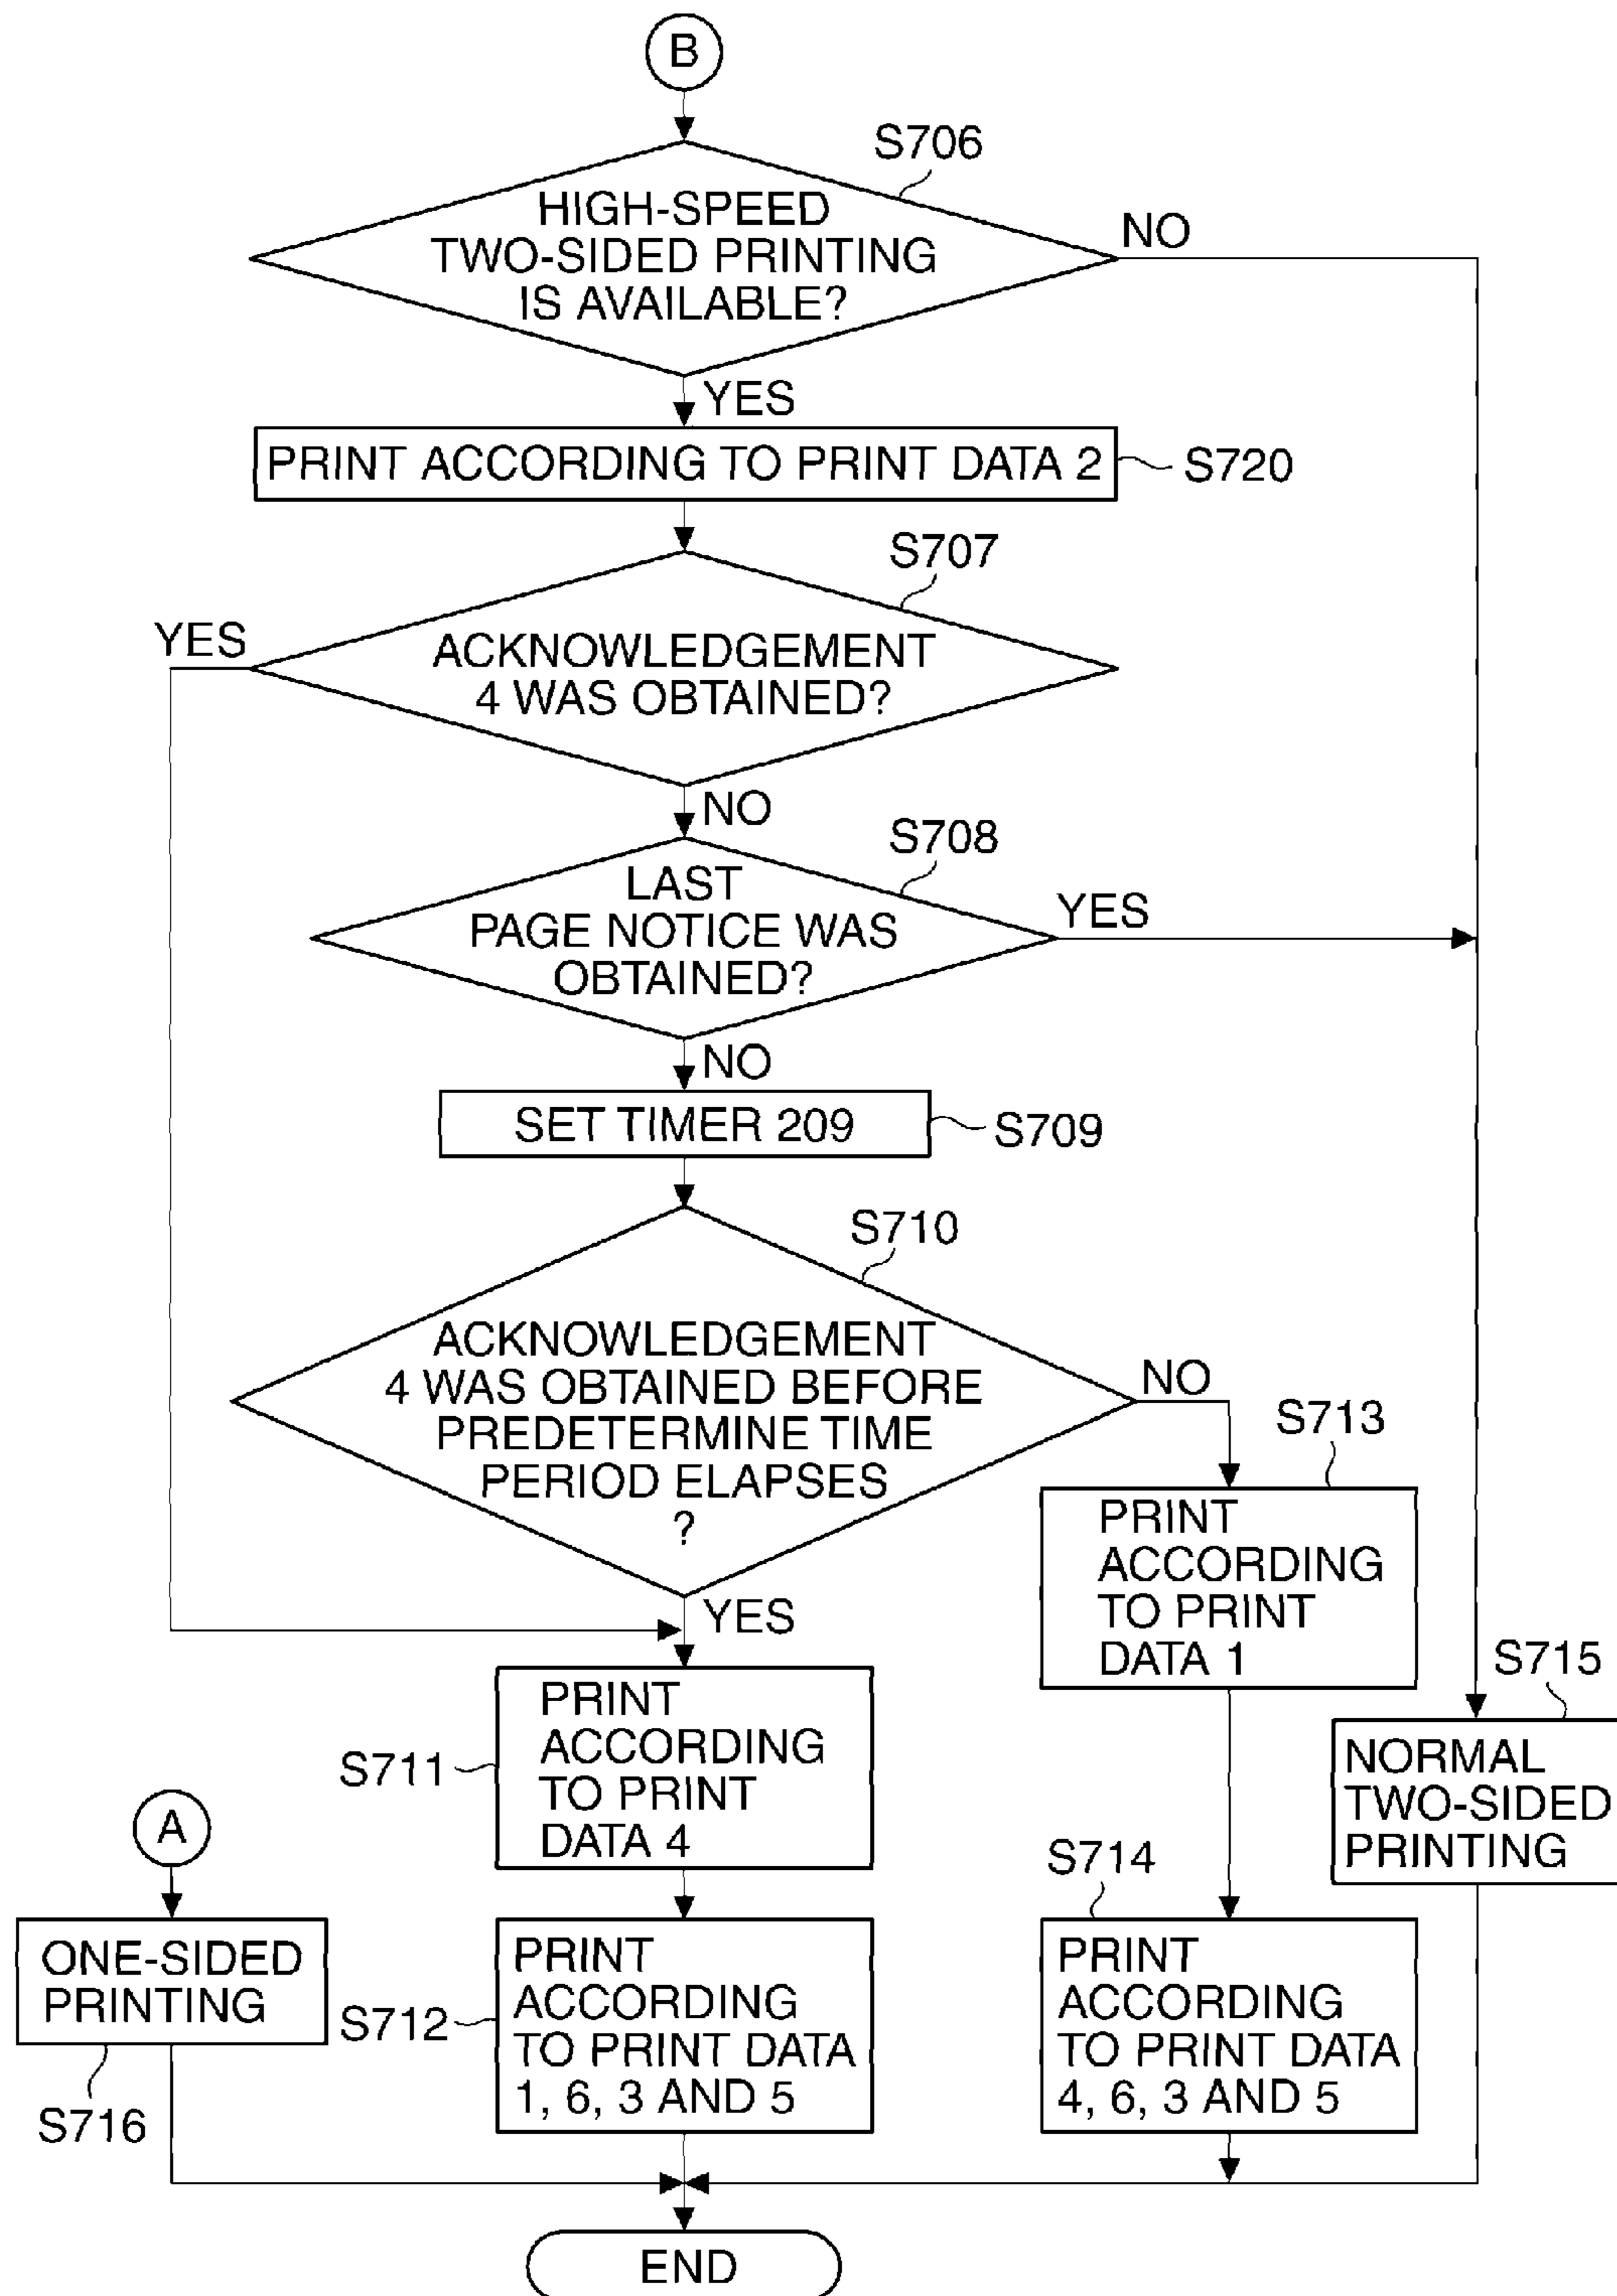 B
S706
HIGH-SPEED
TWO-SIDED PRINTING
IS AVAILABLE?
NO
YES
PRINT ACCORDING TO PRINT DATA 2
S720
S707
YES
ACKNOWLEDGEMENT
4 WAS OBTAINED?
NO
S708
LAST
PAGE NOTICE WAS
OBTAINED?
YES
NO
SET TIMER 209
S709
S710
ACKNOWLEDGEMENT
4 WAS OBTAINED BEFORE
PREDETERMINE TIME
PERIOD ELAPSES
?
NO
YES
S713
PRINT
ACCORDING
TO PRINT
DATA 1
S711
PRINT
ACCORDING
TO PRINT
DATA 4
S715
NORMAL
TWO-SIDED
PRINTING
A
ONE-SIDED
PRINTING
S716
S712
PRINT
ACCORDING
TO PRINT DATA
1, 6, 3 AND 5
S714
PRINT
ACCORDING
TO PRINT DATA
4, 6, 3 AND 5
END